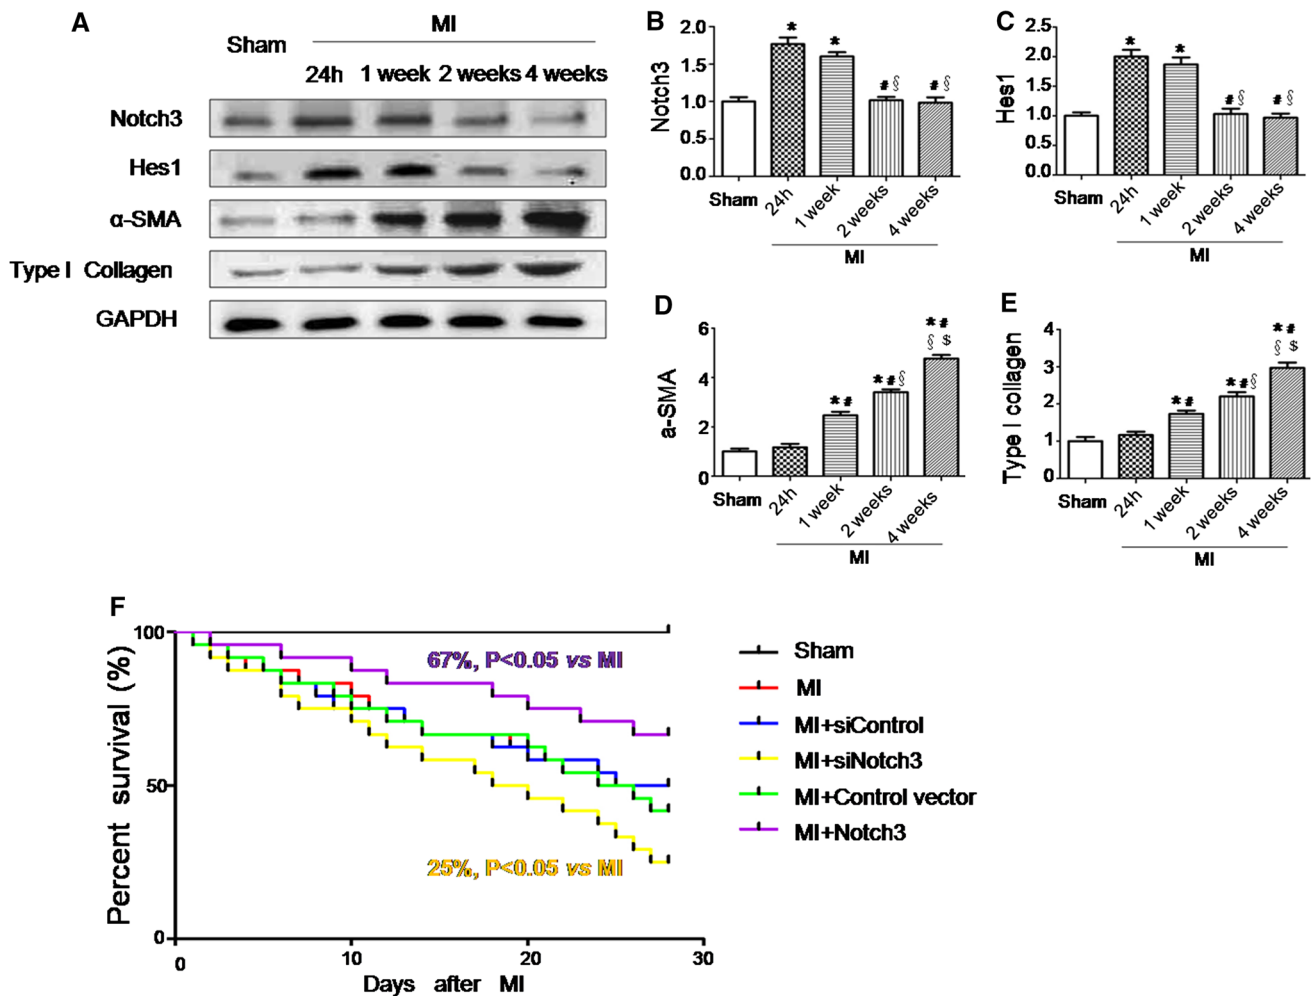 A
MI
Sham
24h 1 week 2 weeks 4 weeks
Notch3
Hes1
α-SMA
Type I Collagen
GAPDH
B
Notch3
2.0
1.5
1.0
0.5
0.0
*
*
# §
# §
Sham
24h
1 week
2 weeks
4 weeks
MI
C
Hes1
2.5
2.0
1.5
1.0
0.5
0.0
*
*
# §
# §
Sham
24h
1 week
2 weeks
4 weeks
MI
D
a-SMA
6
4
2
0
* #
* # §
* #
§ $
Sham
24h
1 week
2 weeks
4 weeks
MI
E
Type I collagen
4
3
2
1
0
* #
* # §
* #
§ $
Sham
24h
1 week
2 weeks
4 weeks
MI
F
Percent survival (%)
100
50
0
67%, P<0.05 vs MI
25%, P<0.05 vs MI
0 10 20 30
Days after MI
Sham
MI
MI+siControl
MI+siNotch3
MI+Control vector
MI+Notch3